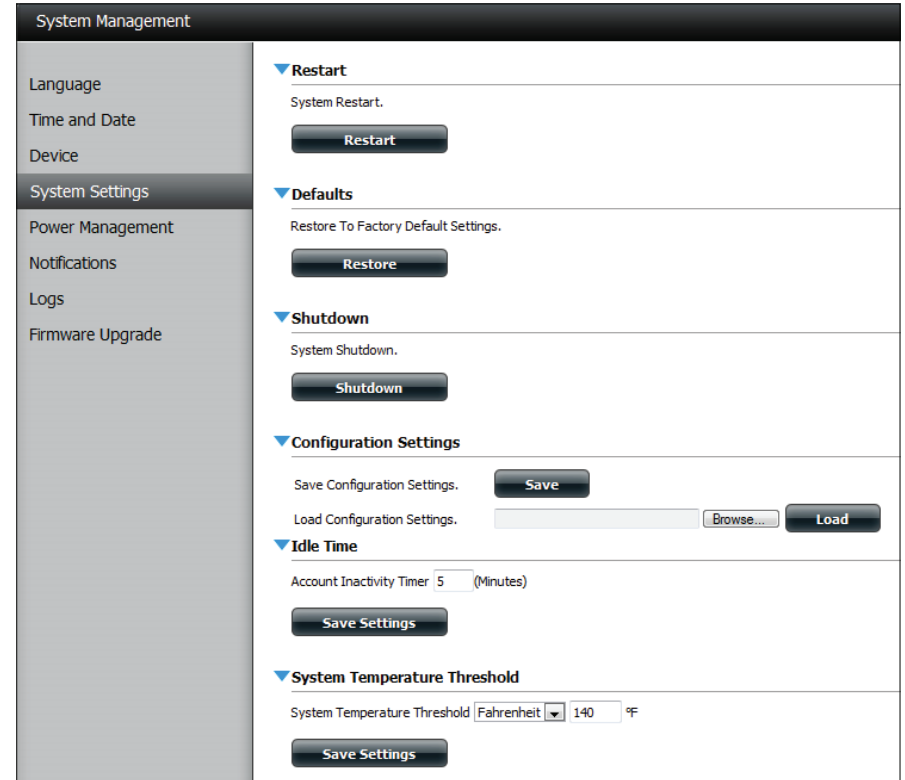 System Management
Language
Time and Date
Device
System Settings
Power Management
Notifications
Logs
Firmware Upgrade
Restart
System Restart.
Restart
Defaults
Restore To Factory Default Settings.
Restore
Shutdown
System Shutdown.
Shutdown
Configuration Settings
Save Configuration Settings. Save
Load Configuration Settings. Browse... Load
Idle Time
Account Inactivity Timer 5 (Minutes)
Save Settings
System Temperature Threshold
System Temperature Threshold Fahrenheit 140 °F
Save Settings